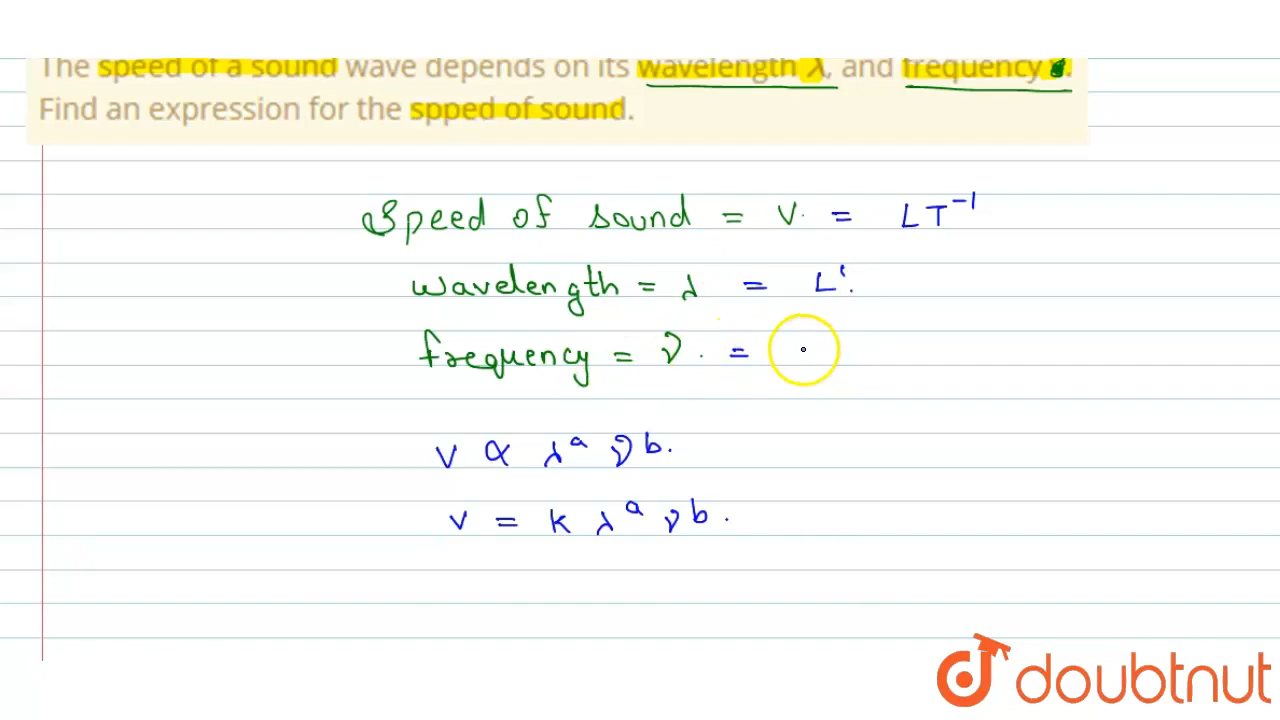 The speed of a sound wave depends on its wavelength λ, and frequency
Find an expression for the spped of sound.
Speed of sound = v. = LT⁻¹
wavelength = λ = L¹.
frequency = ν. =
v ∝ λᵃ νᵇ.
v = k λᵃ νᵇ.
doubtnut